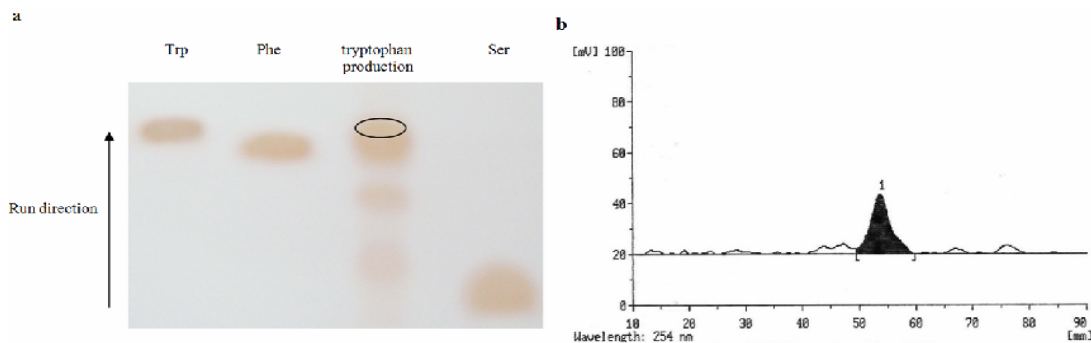 a
Trp Phe tryptophan production Ser
Run direction
b
[mV] 100
80
60
40
20
0
1
10 20 30 40 50 60 70 80 90
Wavelength: 254 nm [mm]